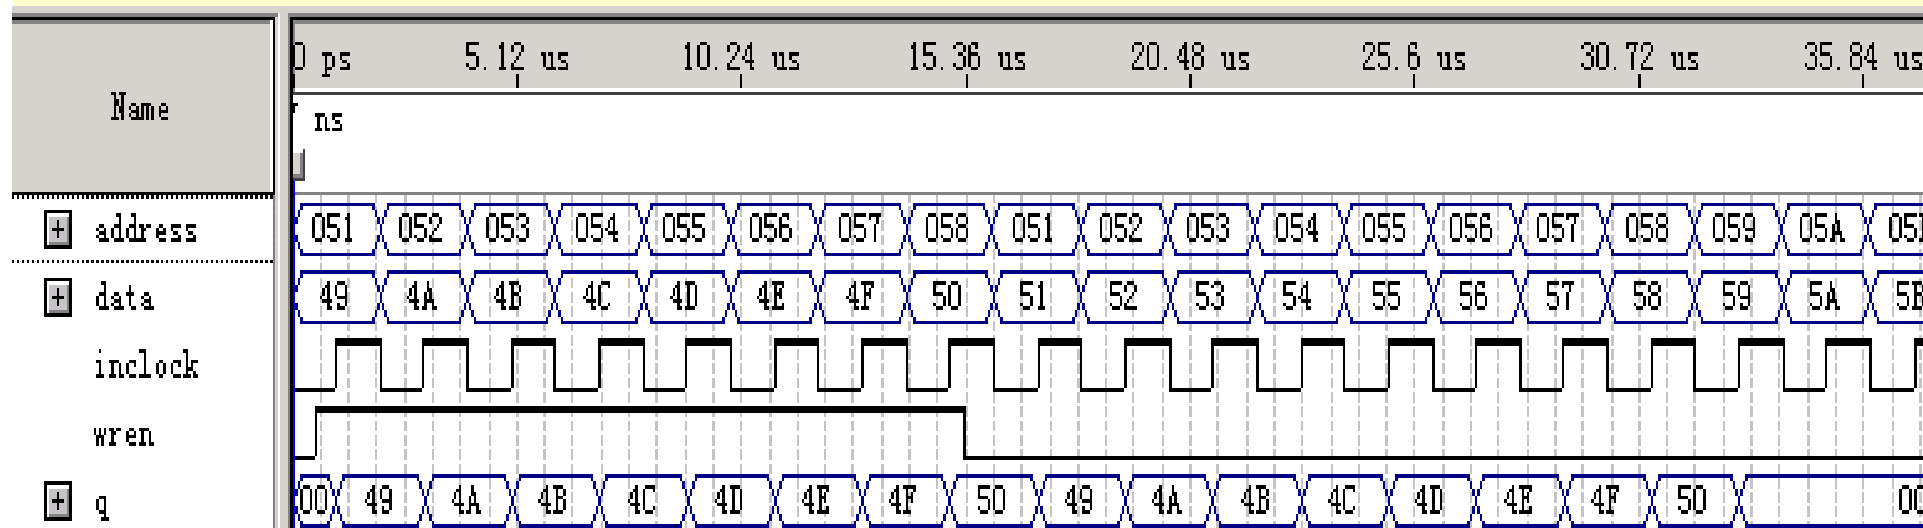 0 ps 5.12 us 10.24 us 15.36 us 20.48 us 25.6 us 30.72 us 35.84 us
Name
ns
address 051 052 053 054 055 056 057 058 051 052 053 054 055 056 057 058 059 05A
data 49 4A 4B 4C 4D 4E 4F 50 51 52 53 54 55 56 57 58 59 5A
inclock
wren
q 00 49 4A 4B 4C 4D 4E 4F 50 49 4A 4B 4C 4D 4E 4F 50